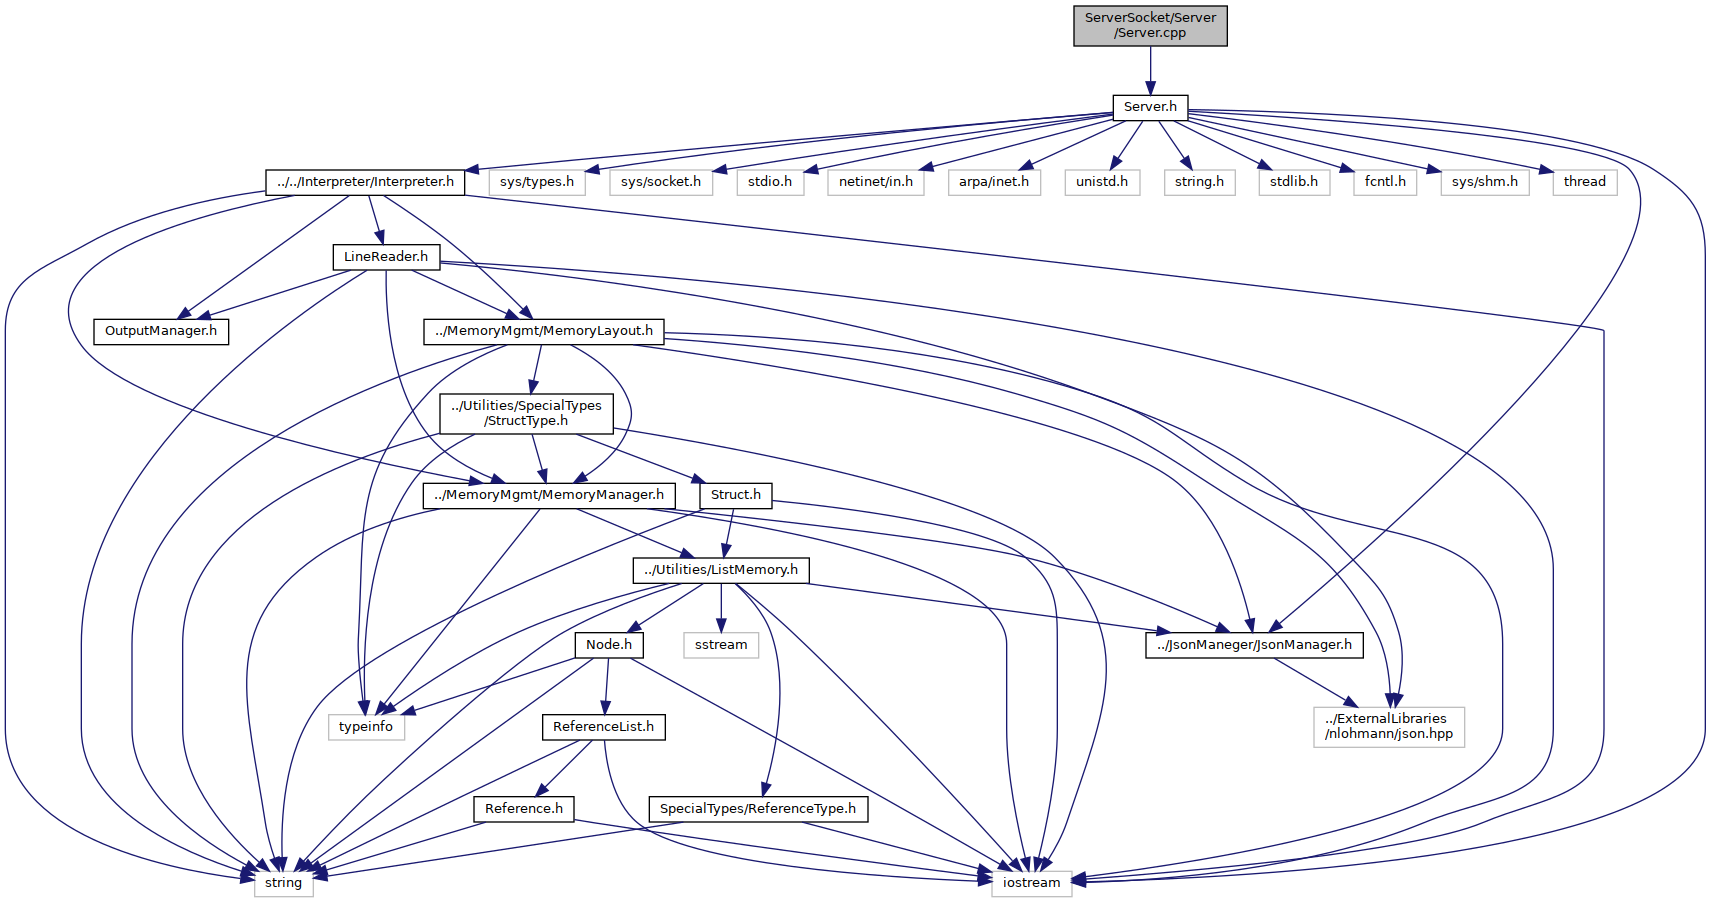 ServerSocket/Server
/Server.cpp
Server.h
../../Interpreter/Interpreter.h
sys/types.h
sys/socket.h
stdio.h
netinet/in.h
arpa/inet.h
unistd.h
string.h
stdlib.h
fcntl.h
sys/shm.h
thread
LineReader.h
OutputManager.h
../MemoryMgmt/MemoryLayout.h
../Utilities/SpecialTypes
/StructType.h
../MemoryMgmt/MemoryManager.h
Struct.h
../Utilities/ListMemory.h
Node.h
sstream
../JsonManeger/JsonManager.h
typeinfo
ReferenceList.h
../ExternalLibraries
/nlohmann/json.hpp
Reference.h
SpecialTypes/ReferenceType.h
string
iostream